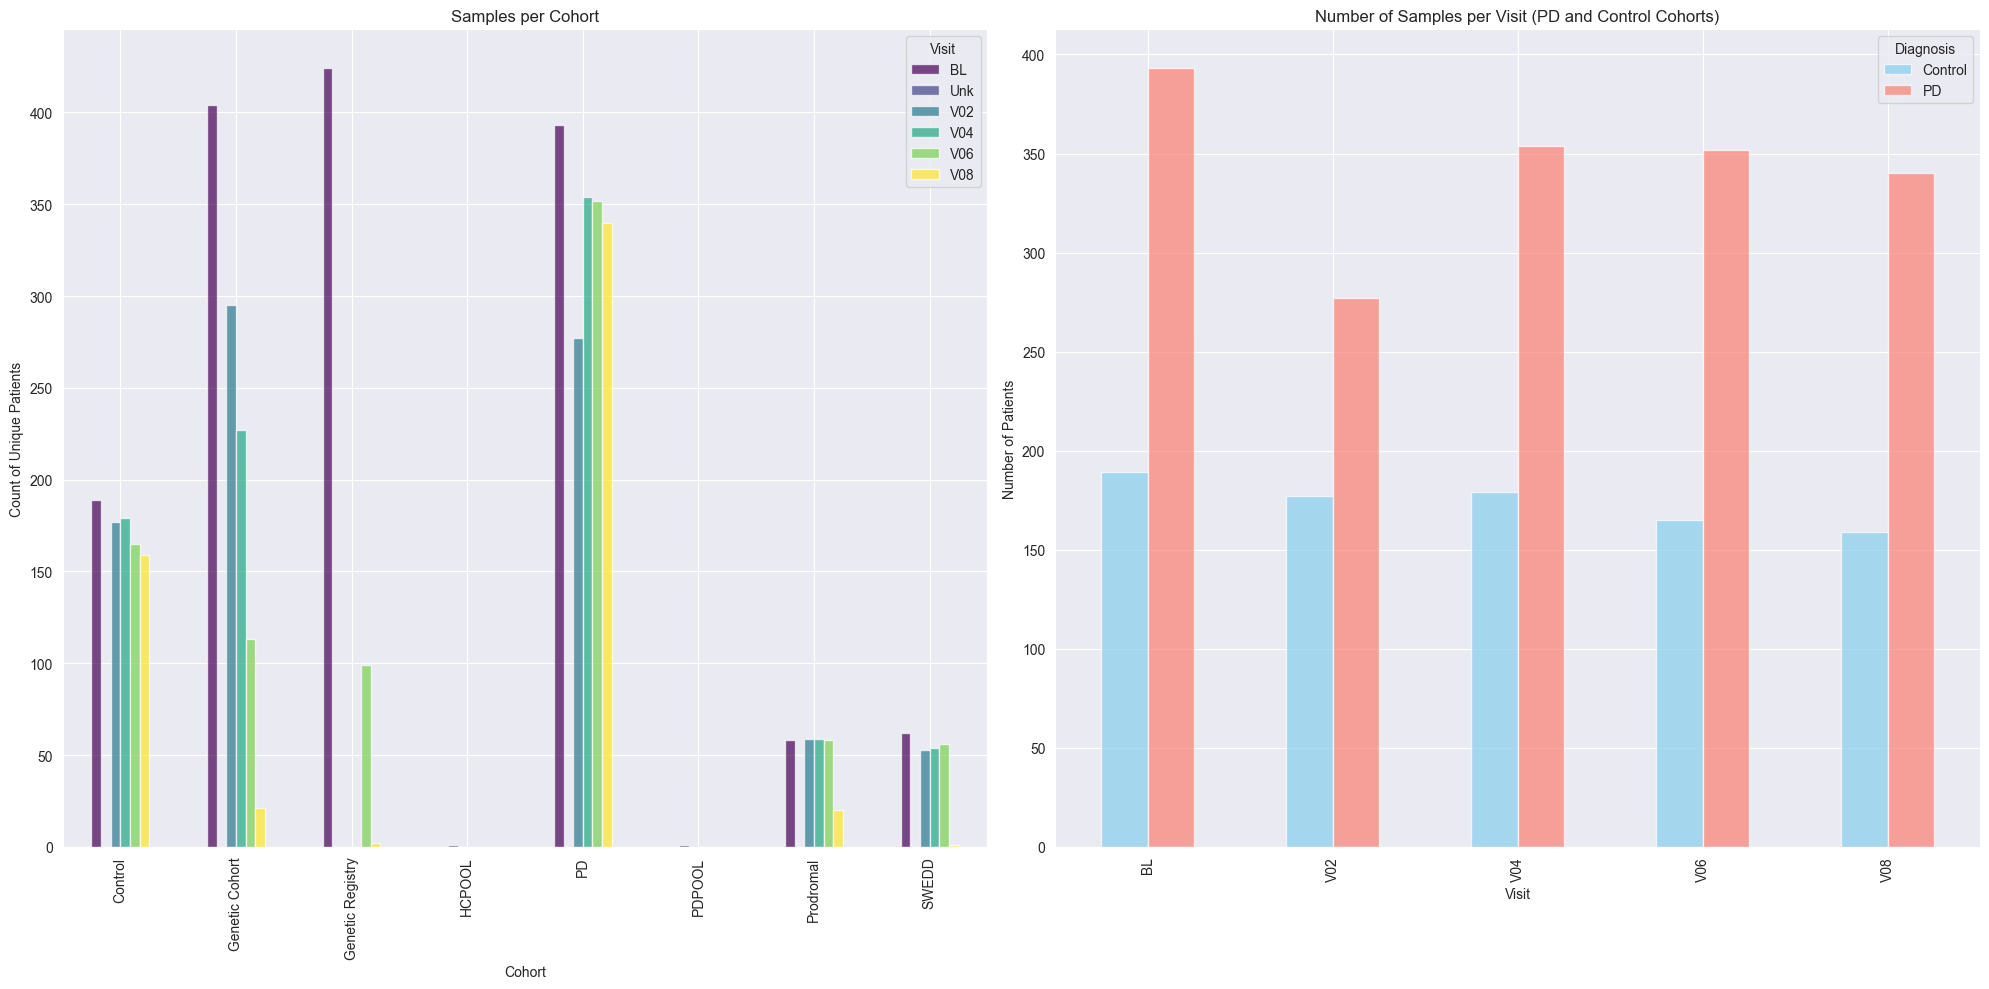 Samples per Cohort
Count of Unique Patients
400
350
300
250
200
150
100
50
0
Visit
BL
Unk
V02
V04
V06
V08
Control
Genetic Cohort
Genetic Registry
HCPOOL
PD
PDPOOL
Prodromal
SWEDD
Cohort
Number of Samples per Visit (PD and Control Cohorts)
Number of Patients
400
350
300
250
200
150
100
50
0
Diagnosis
Control
PD
BL
V02
V04
V06
V08
Visit